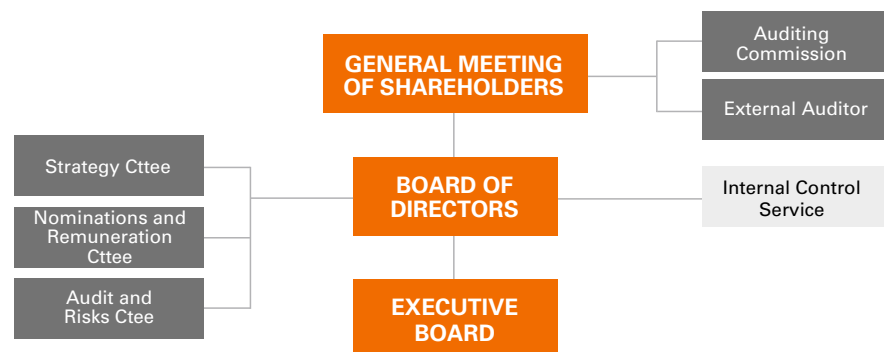 GENERAL MEETING
OF SHAREHOLDERS
Auditing
Commission
External Auditor
Strategy Cttee
Nominations and
Remuneration
Cttee
Audit and
Risks Ctee
BOARD OF
DIRECTORS
Internal Control
Service
EXECUTIVE
BOARD